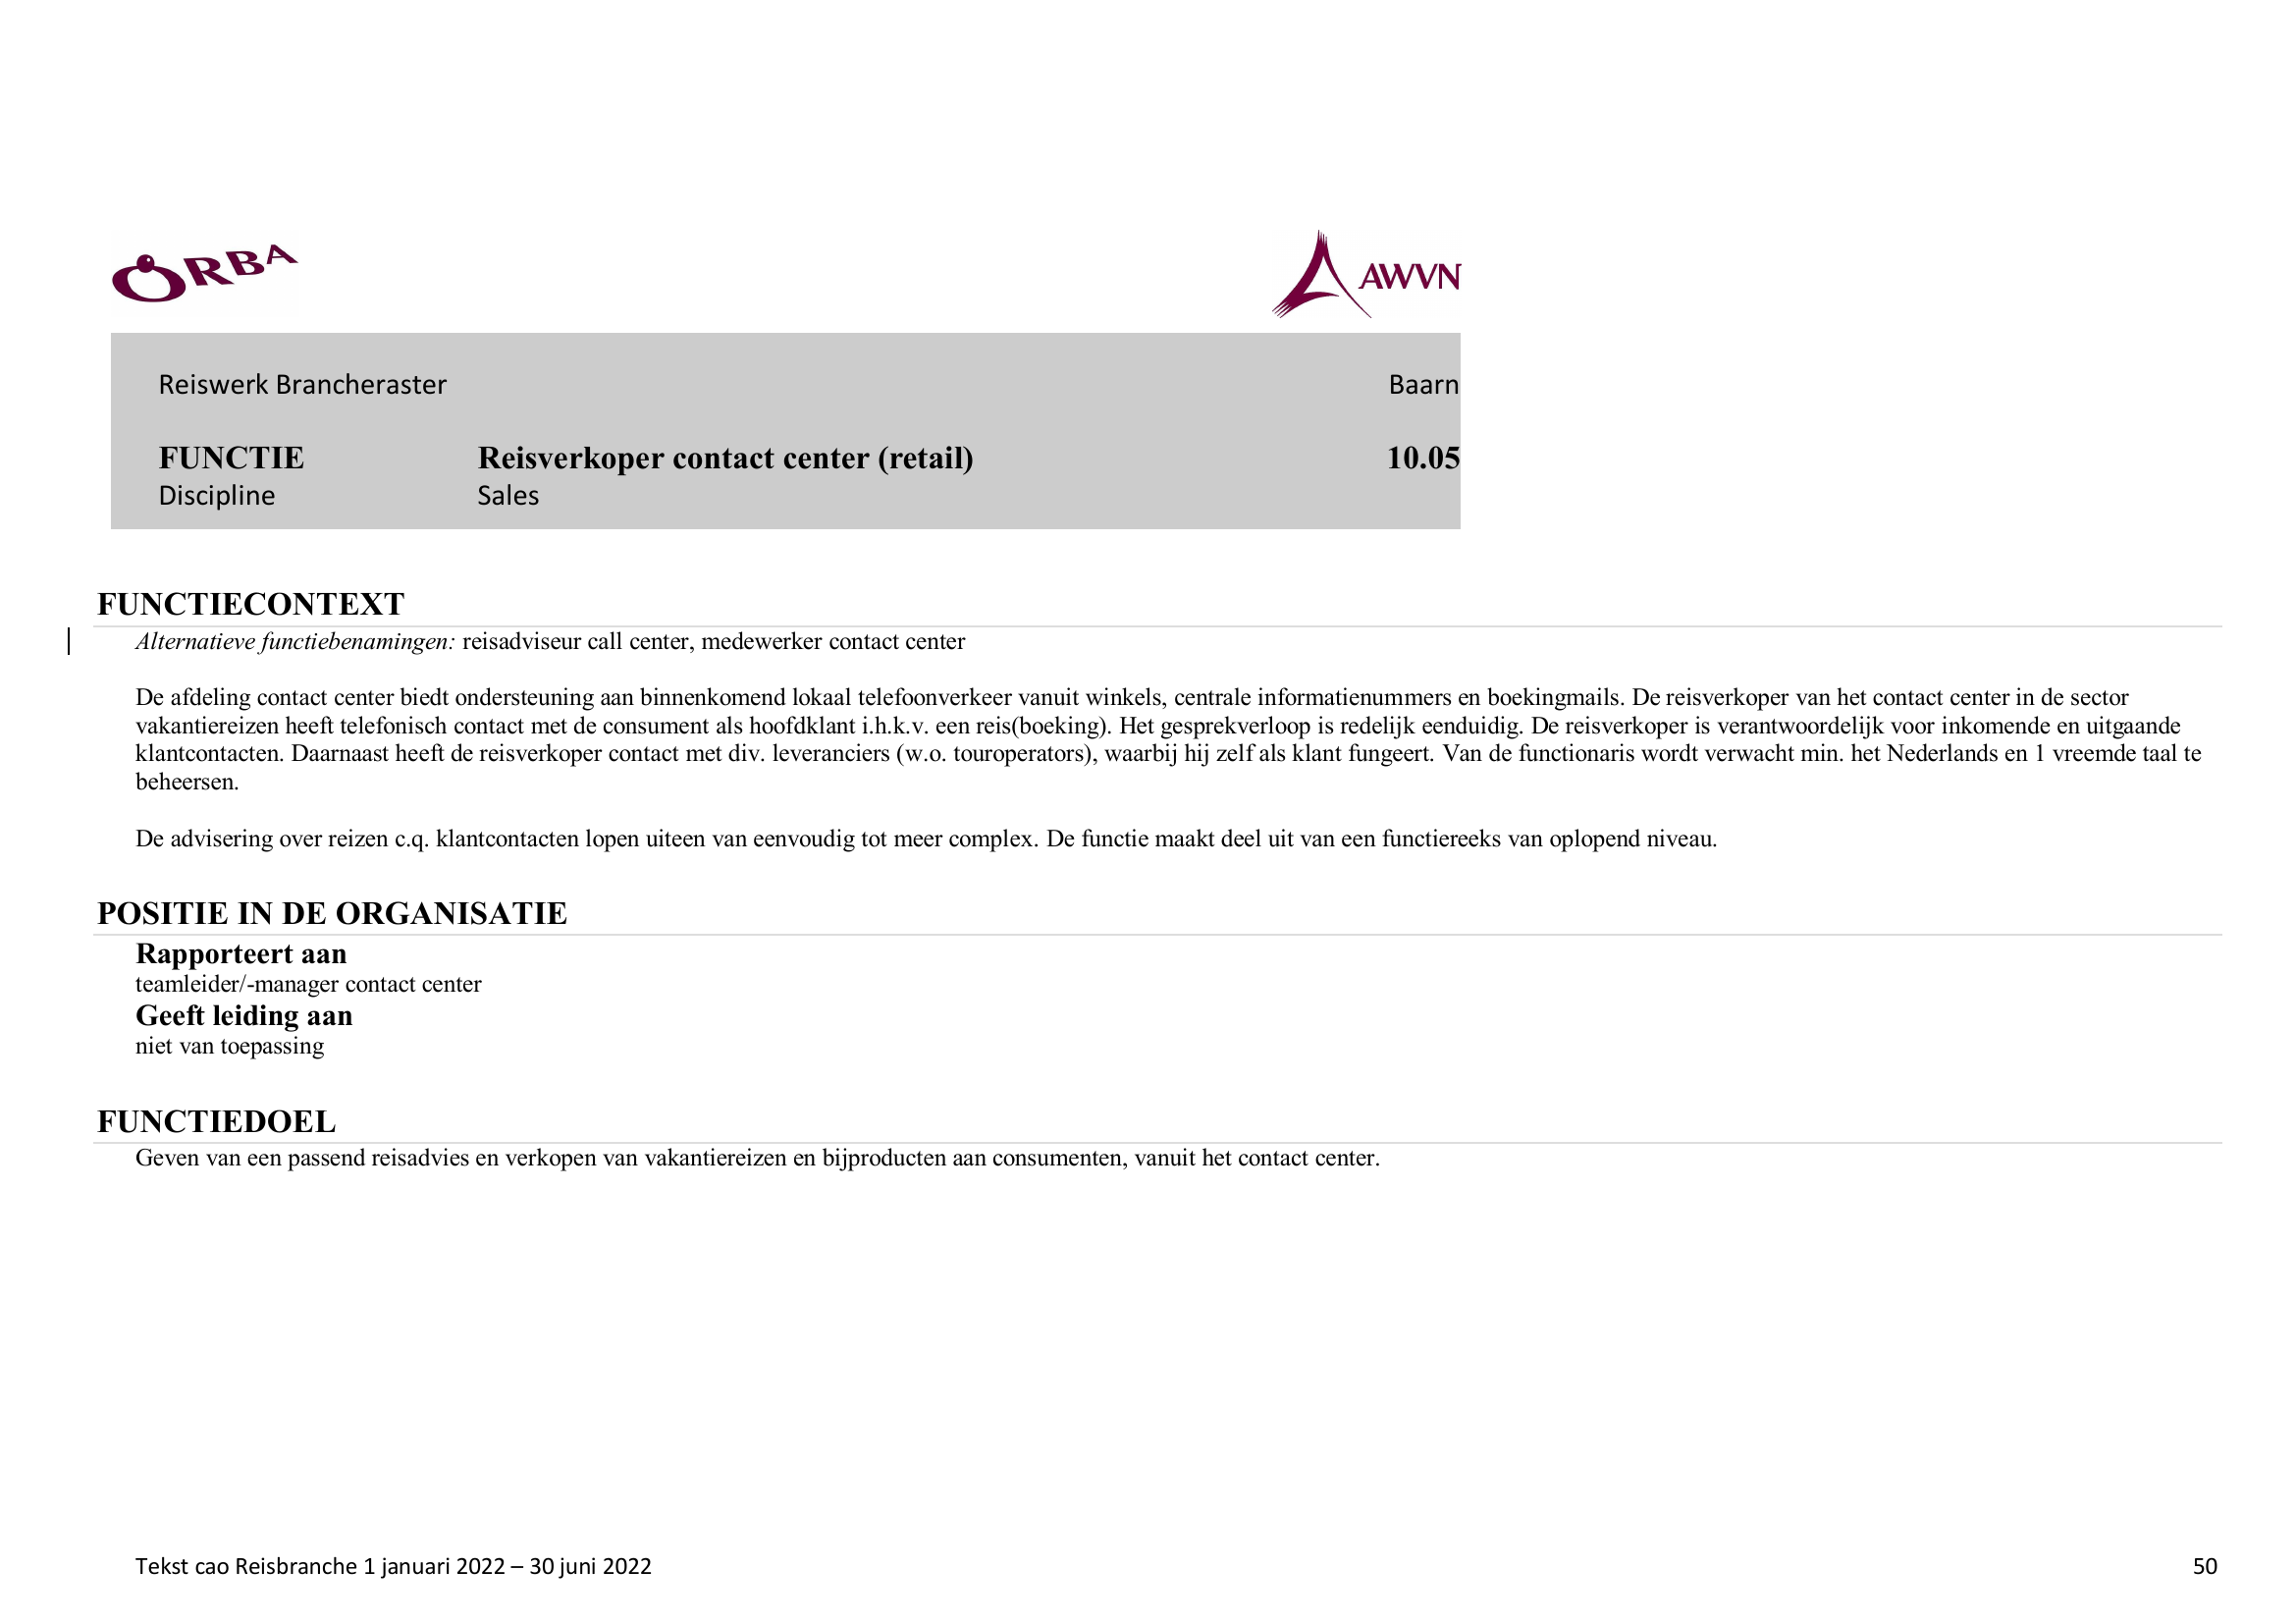 ORBA
AWVN
Reiswerk Brancheraster Baarn
FUNCTIE Reisverkoper contact center (retail) 10.05
Discipline Sales
FUNCTIECONTEXT
Alternatieve functiebenamingen: reisadviseur call center, medewerker contact center
De afdeling contact center biedt ondersteuning aan binnenkomend lokaal telefoonverkeer vanuit winkels, centrale informatienummers en boekingmails. De reisverkoper van het contact center in de sector
vakantiereizen heeft telefonisch contact met de consument als hoofdklant i.h.k.v. een reis(boeking). Het gesprekverloop is redelijk eenduidig. De reisverkoper is verantwoordelijk voor inkomende en uitgaande
klantcontacten. Daarnaast heeft de reisverkoper contact met div. leveranciers (w.o. touroperators), waarbij hij zelf als klant fungeert. Van de functionaris wordt verwacht min. het Nederlands en 1 vreemde taal te
beheersen.
De advisering over reizen c.q. klantcontacten lopen uiteen van eenvoudig tot meer complex. De functie maakt deel uit van een functiereeks van oplopend niveau.
POSITIE IN DE ORGANISATIE
Rapporteert aan
teamleider/-manager contact center
Geeft leiding aan
niet van toepassing
FUNCTIEDOEL
Geven van een passend reisadvies en verkopen van vakantiereizen en bijproducten aan consumenten, vanuit het contact center.
Tekst cao Reisbranche 1 januari 2022 – 30 juni 2022 50